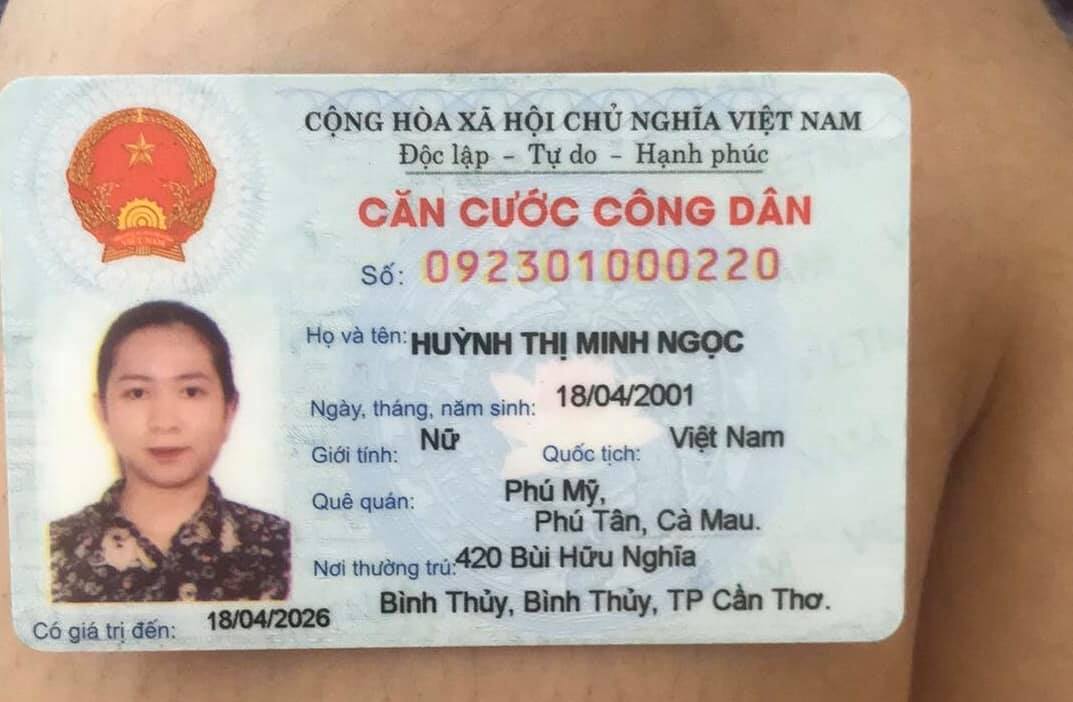 CỘNG HÒA XÃ HỘI CHỦ NGHĨA VIỆT NAM
Độc lập - Tự do - Hạnh phúc
CĂN CƯỚC CÔNG DÂN
Số: 092301000220
Họ và tên: HUỲNH THỊ MINH NGỌC
Ngày, tháng, năm sinh: 18/04/2001
Giới tính: Nữ Quốc tịch: Việt Nam
Quê quán: Phú Mỹ,
Phú Tân, Cà Mau.
Nơi thường trú: 420 Bùi Hữu Nghĩa
Bình Thủy, Bình Thủy, TP Cần Thơ.
Có giá trị đến: 18/04/2026